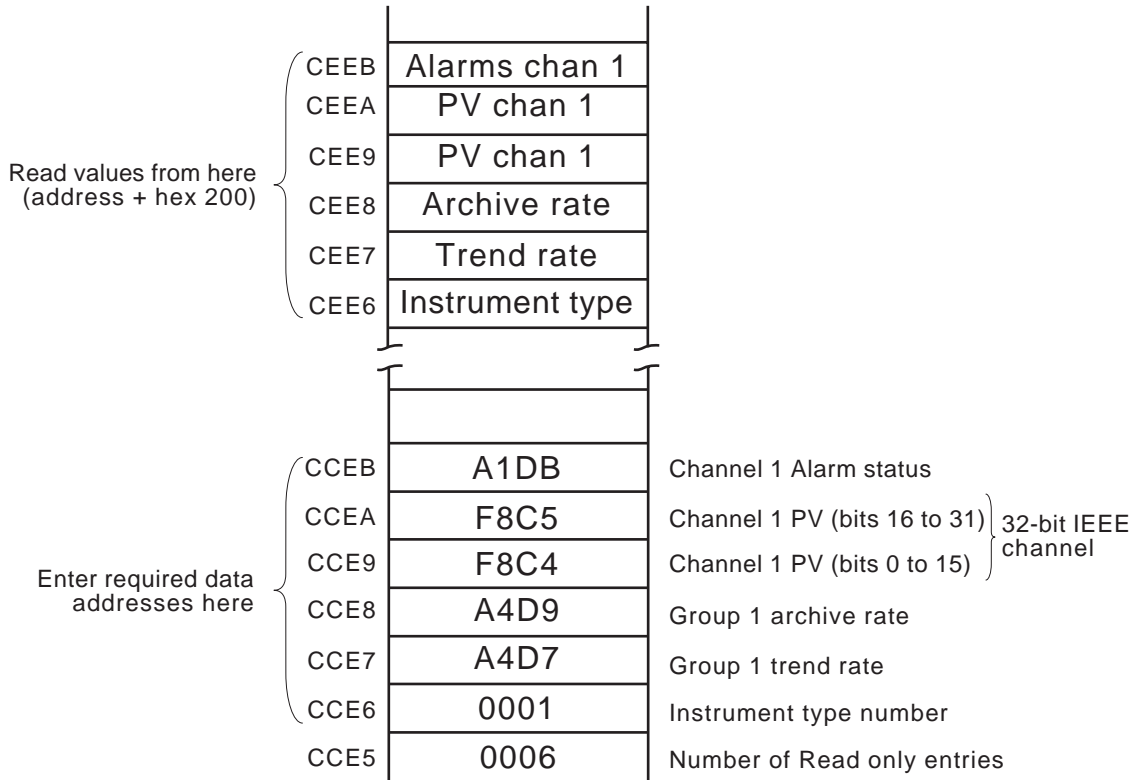 CEEB Alarms chan 1
CEEA PV chan 1
CEE9 PV chan 1
Read values from here
(address + hex 200)
CEE8 Archive rate
CEE7 Trend rate
CEE6 Instrument type
CCEB A1DB Channel 1 Alarm status
CCEA F8C5 Channel 1 PV (bits 16 to 31)
CCE9 F8C4 Channel 1 PV (bits 0 to 15)
32-bit IEEE
channel
Enter required data
addresses here
CCE8 A4D9 Group 1 archive rate
CCE7 A4D7 Group 1 trend rate
CCE6 0001 Instrument type number
CCE5 0006 Number of Read only entries